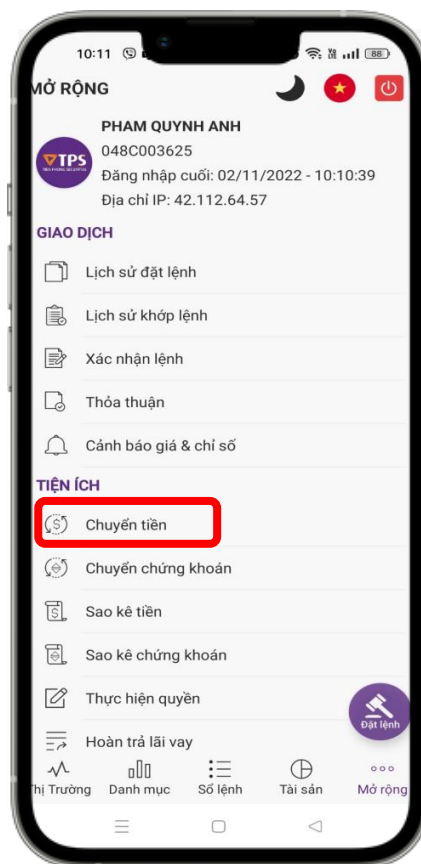 10:11 88
MỞ RỘNG
PHAM QUYNH ANH
048C003625
TPS
Đăng nhập cuối: 02/11/2022 - 10:10:39
Địa chỉ IP: 42.112.64.57
GIAO DỊCH
Lịch sử đặt lệnh
Lịch sử khớp lệnh
Xác nhận lệnh
Thỏa thuận
Cảnh báo giá & chỉ số
TIỆN ÍCH
Chuyển tiền
Chuyển chứng khoán
Sao kê tiền
Sao kê chứng khoán
Thực hiện quyền
Đặt lệnh
Hoàn trả lãi vay
Thị Trường Danh mục Sổ lệnh Tài sản Mở rộng